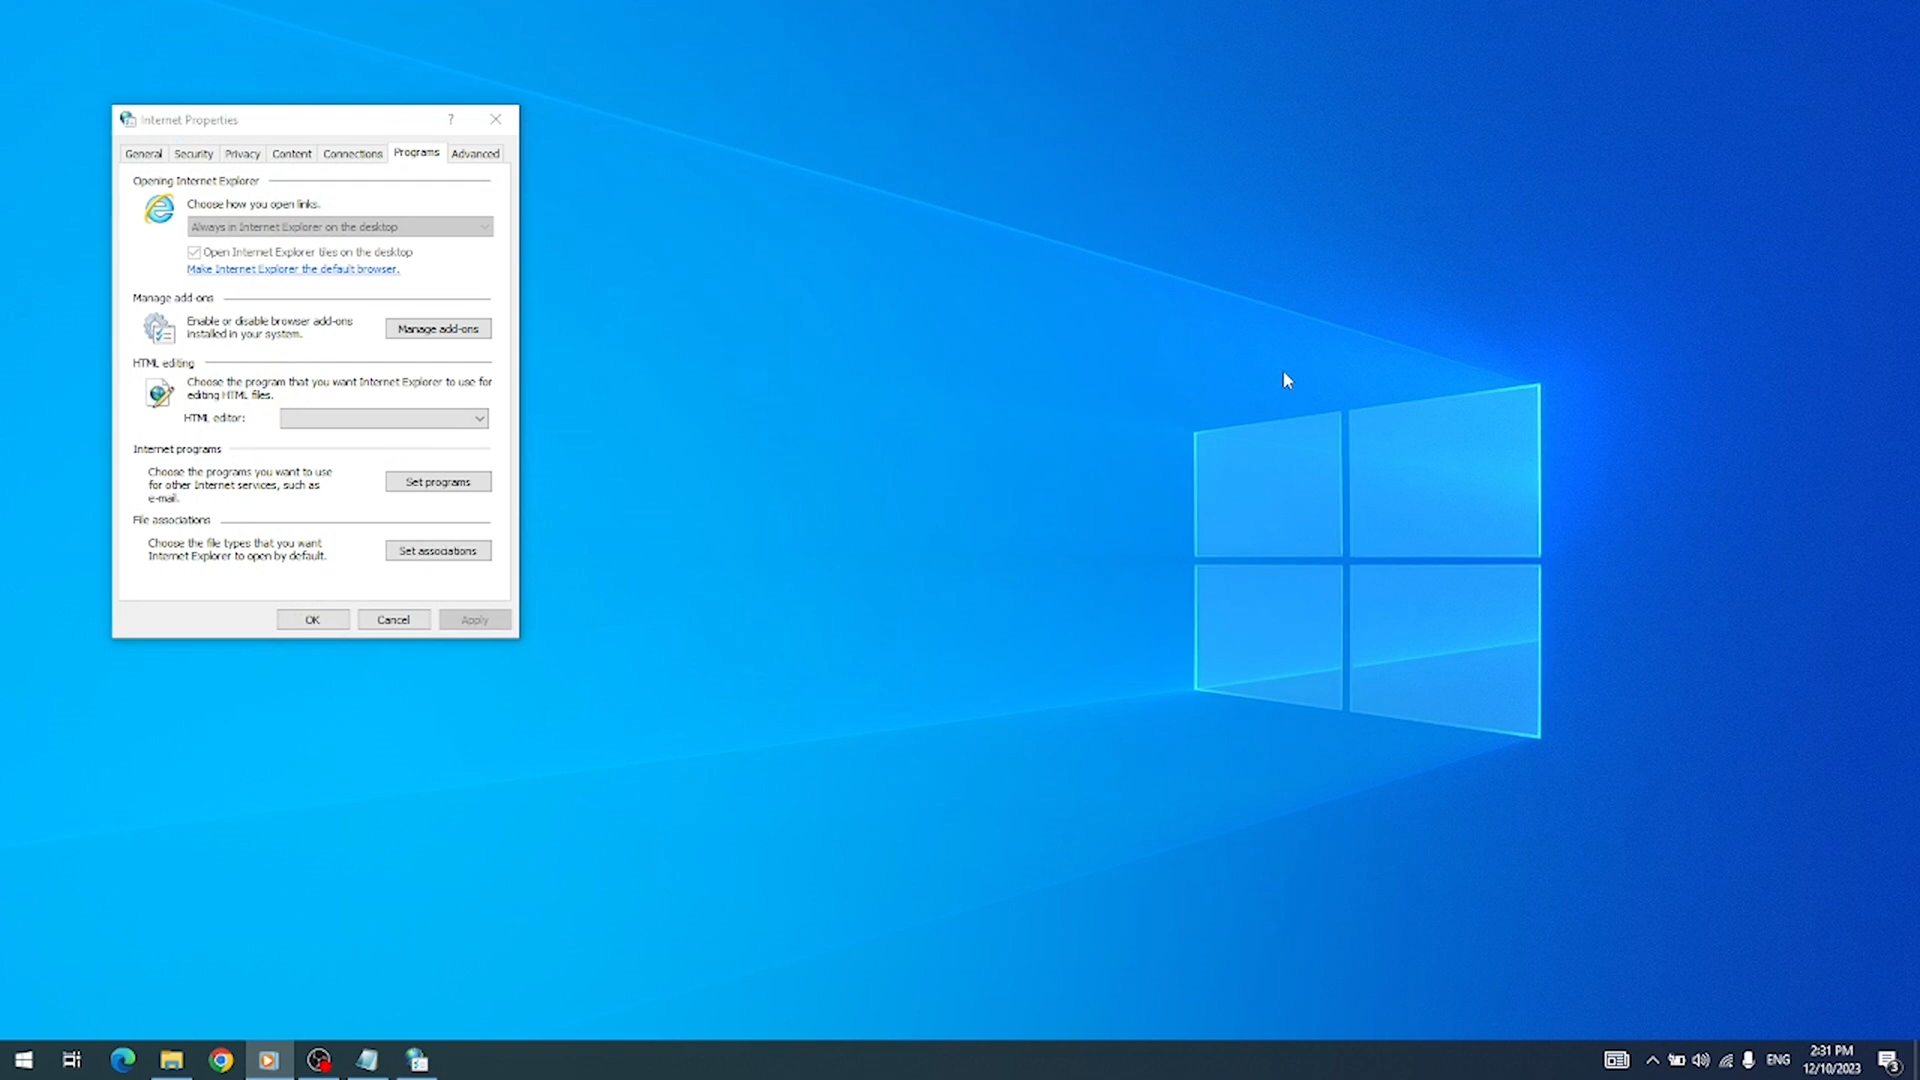 Internet Properties
?
General Security Privacy Content Connections Programs Advanced
Opening Internet Explorer
Choose how you open links.
Always in Internet Explorer on the desktop
Open Internet Explorer tiles on the desktop
Make Internet Explorer the default browser.
Manage add-ons
Enable or disable browser add-ons
installed in your system.
Manage add-ons
HTML editing
Choose the program that you want Internet Explorer to use for
editing HTML files.
HTML editor:
Internet programs
Choose the programs you want to use
for other Internet services, such as
e-mail.
Set programs
File associations
Choose the file types that you want
Internet Explorer to open by default.
Set associations
OK Cancel Apply
ENG
2:31 PM
12/10/2023
3